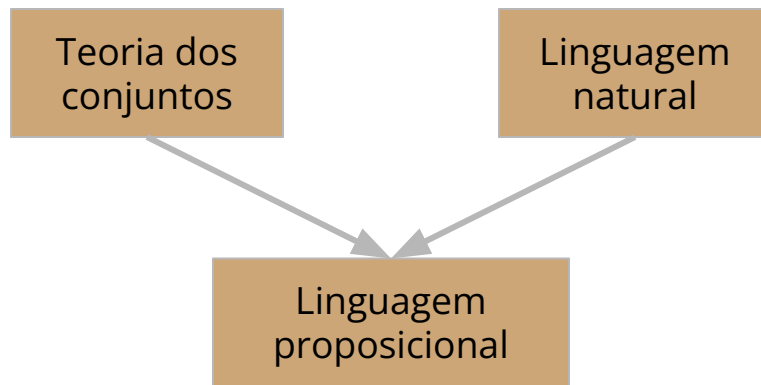 Teoria dos
conjuntos
Linguagem
natural
Linguagem
proposicional